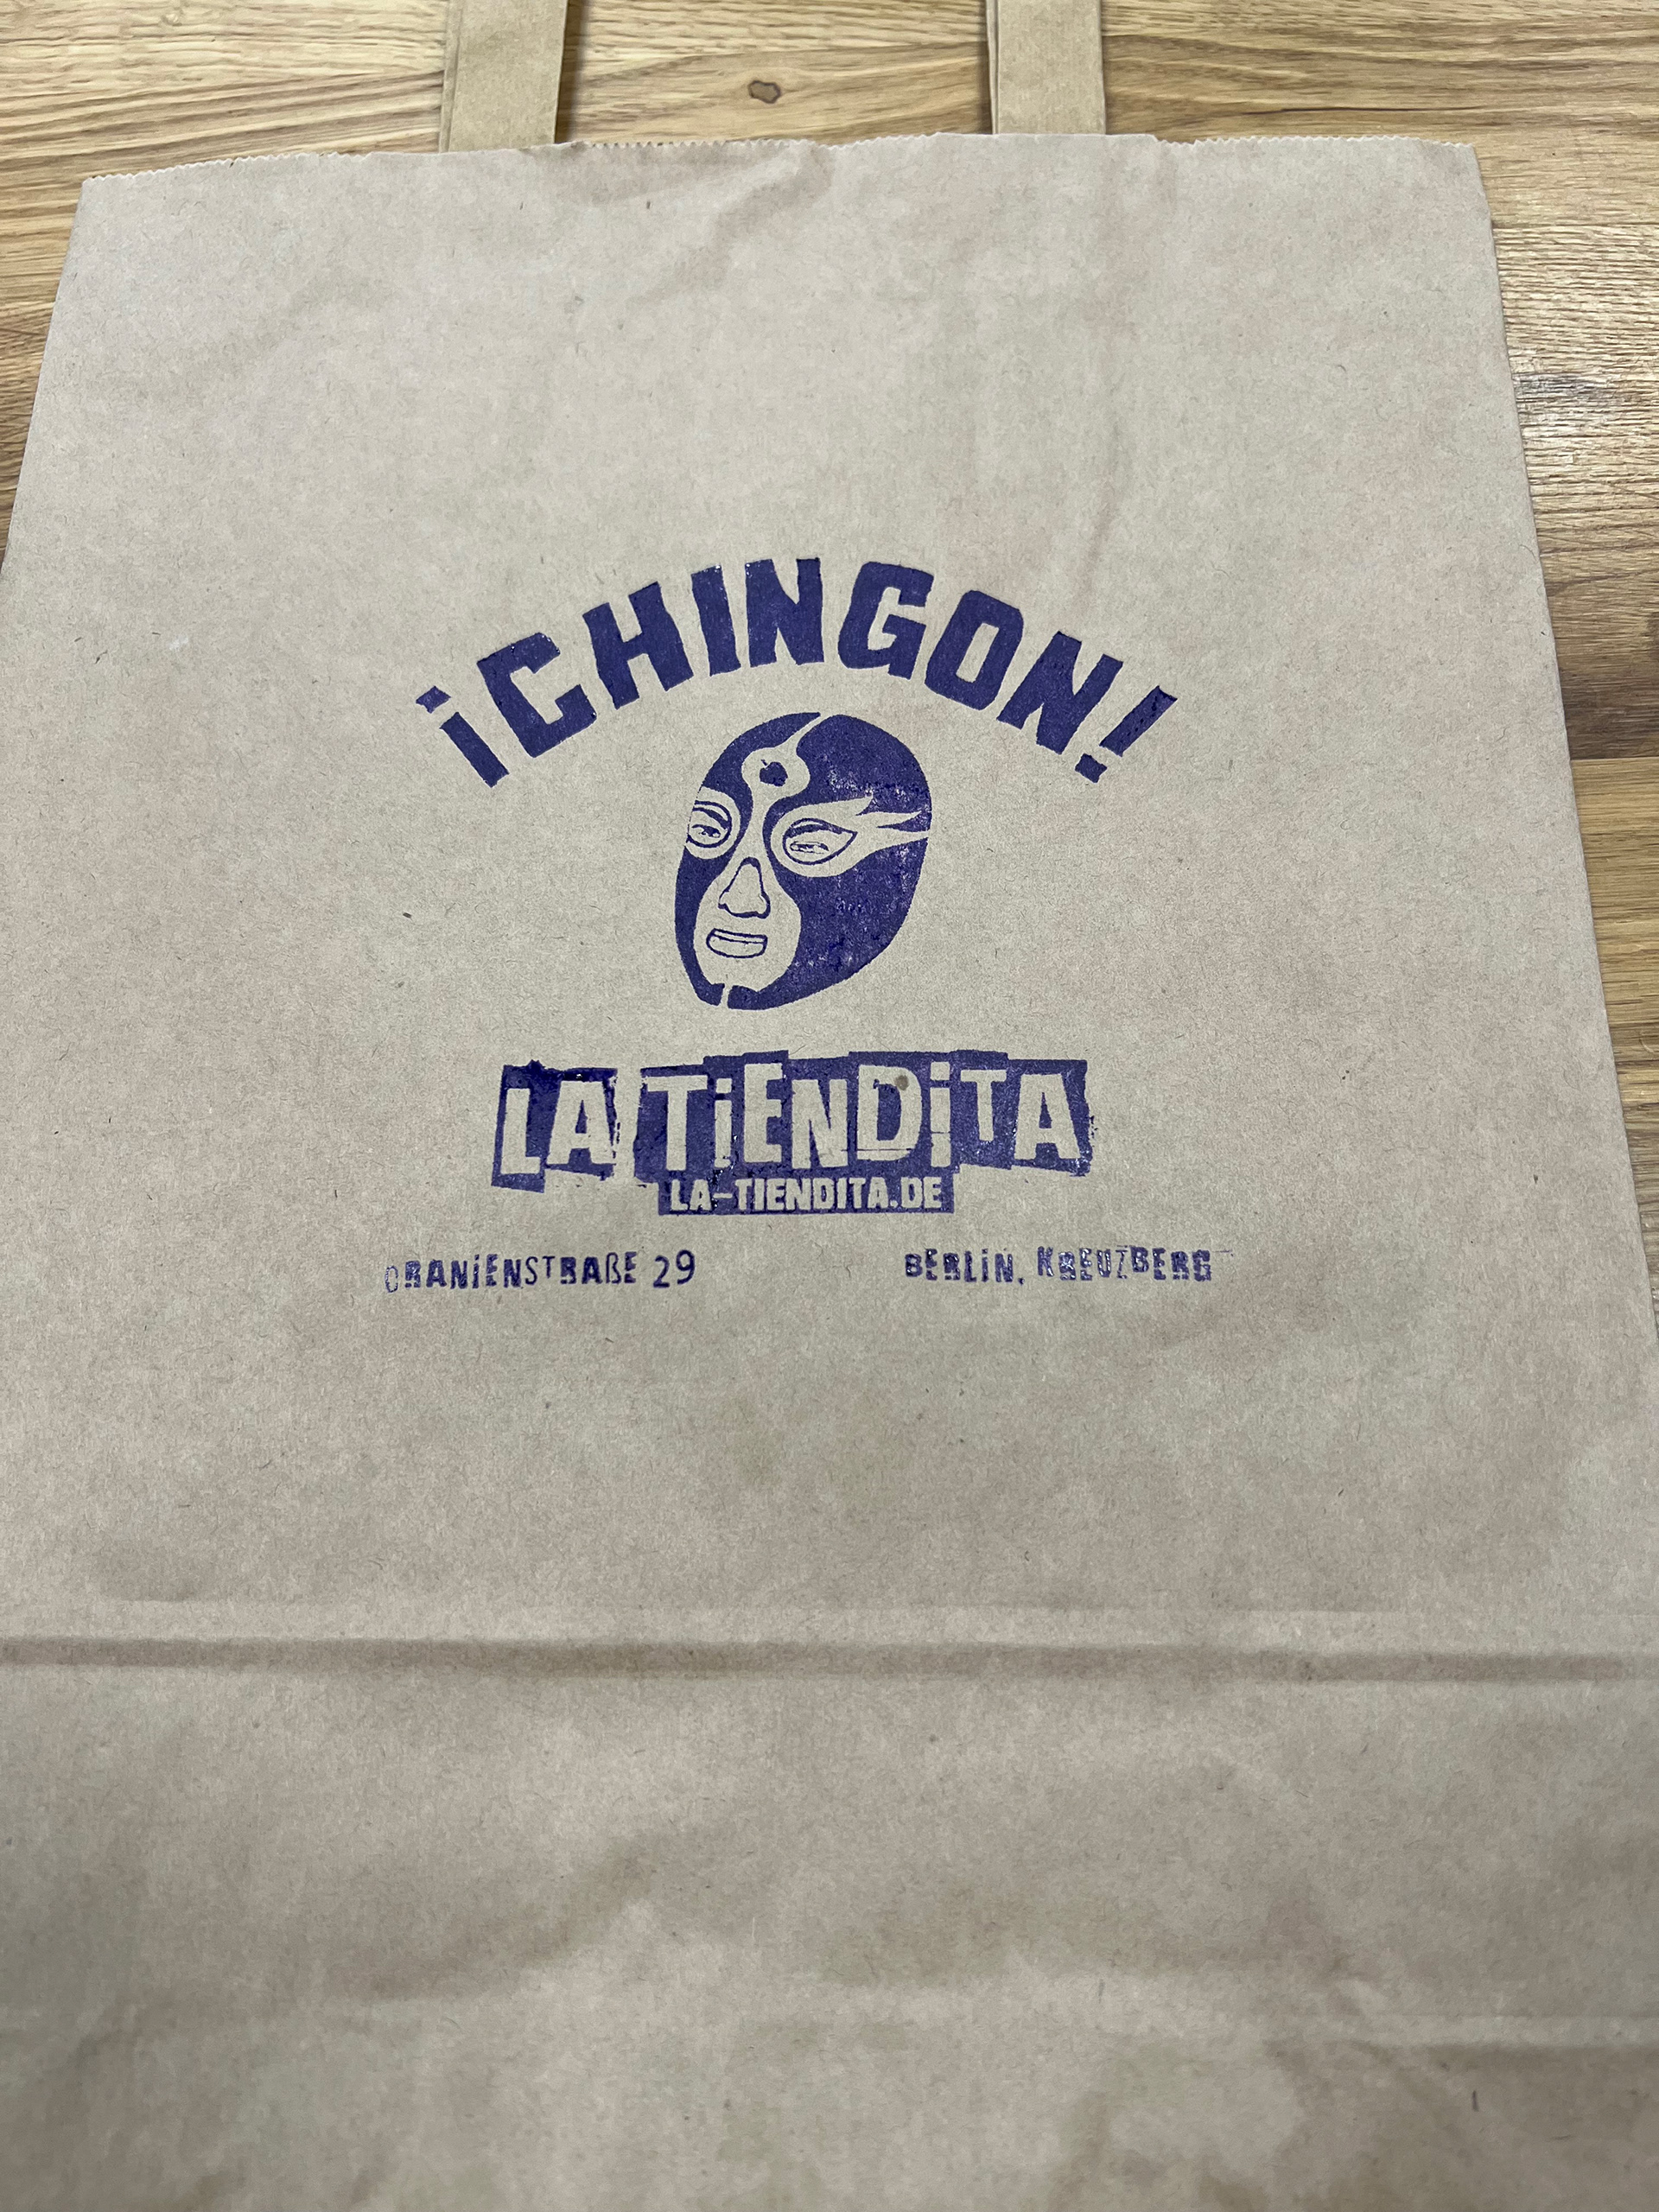 ¡CHINGON!
LA TiENDiTA
LA-TIENDITA.DE
ORANiENSTRAßE 29 BERLiN, KREUZBERG